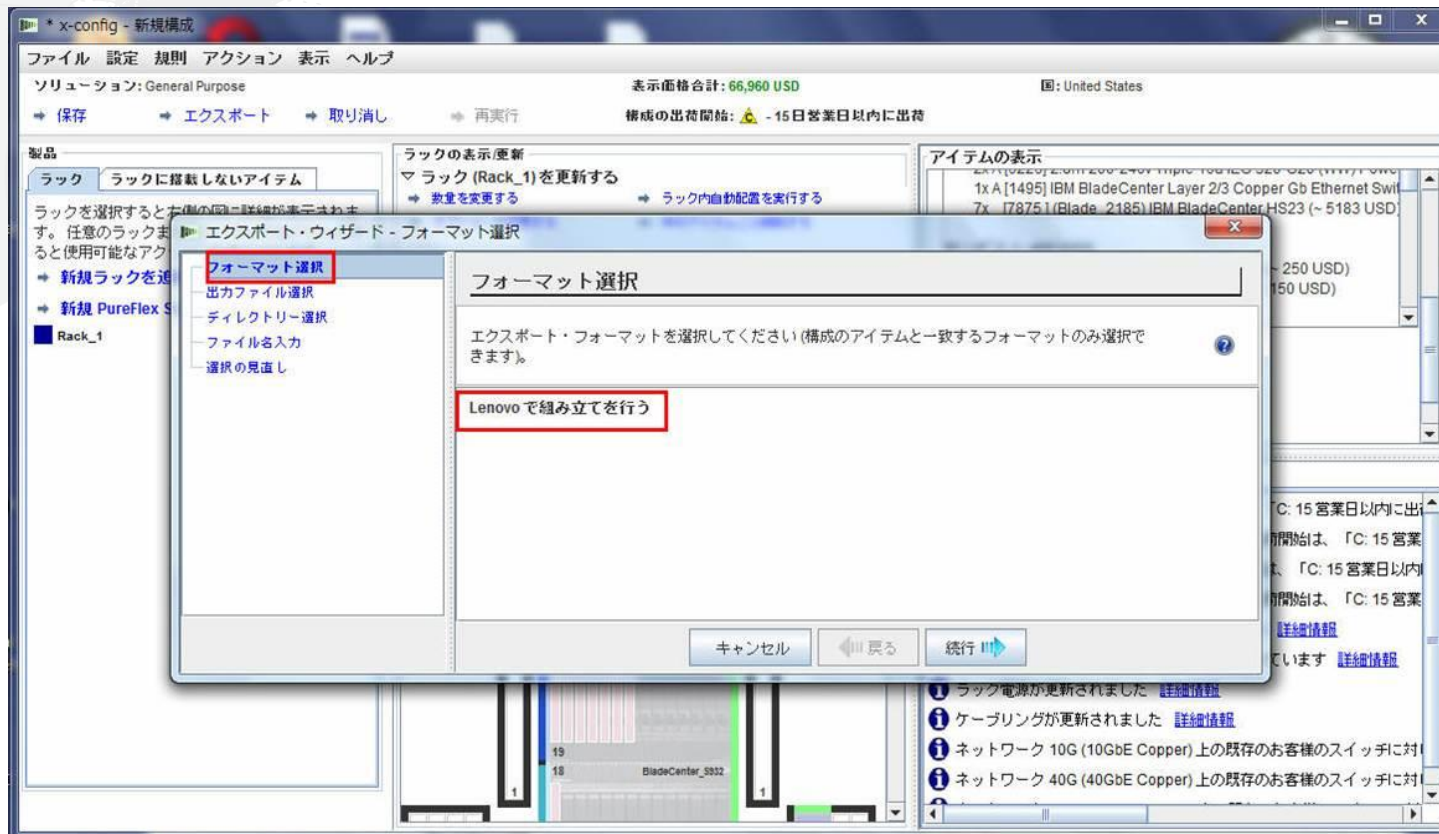 * x-config - 新規構成
ファイル 設定 規則 アクション 表示 ヘルプ
ソリューション: General Purpose
表示価格合計: 66,960 USD
国: United States
保存
エクスポート
取り消し
再実行
構成の出荷開始: - 15日営業日以内に出荷
製品
ラック
ラックに搭載しないアイテム
ラックを選択すると右側の図に詳細が表示されま
す。任意のラックま
ると使用可能なアク
新規ラックを追
新規 PureFlex S
Rack_1
ラックの表示/更新
ラック (Rack_1)を更新する
数量を変更する
ラック内自動配置を実行する
アイテムの表示
1x A [1495] IBM BladeCenter Layer 2/3 Copper Gb Ethernet Swit
7x [7875] (Blade_2185) IBM BladeCenter HS23 (~ 5183 USD)
~ 250 USD)
150 USD)
エクスポート・ウィザード - フォーマット選択
フォーマット選択
出力ファイル選択
ディレクトリー選択
ファイル名入力
選択の見直し
フォーマット選択
エクスポート・フォーマットを選択してください (構成のアイテムと一致するフォーマットのみ選択で
きます)。
Lenovo で組み立てを行う
キャンセル
戻る
続行
「C: 15 営業日以内に出
開始は、「C: 15 営業
、「C: 15 営業日以内
開始は、「C: 15 営業
詳細情報
ています 詳細情報
ラック電源が更新されました 詳細情報
ケーブリングが更新されました 詳細情報
ネットワーク 10G (10GbE Copper) 上の既存のお客様のスイッチに対
ネットワーク 40G (40GbE Copper) 上の既存のお客様のスイッチに対
19
18
BladeCenter_5932
1
1